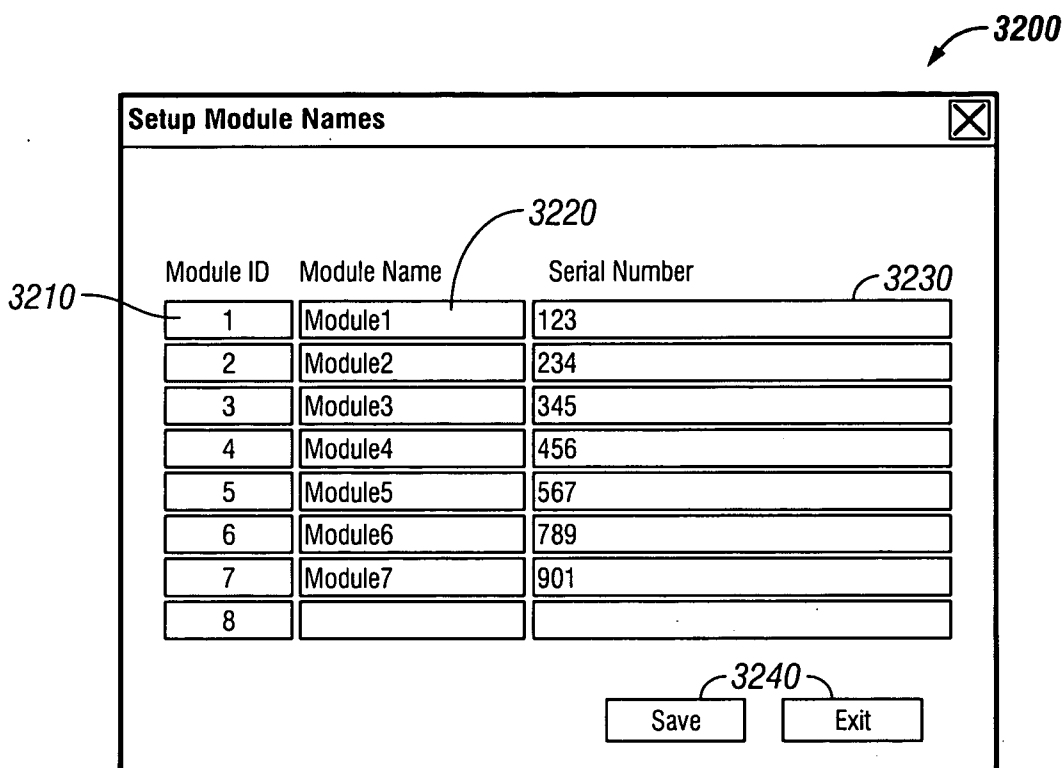 3200
Setup Module Names
3220
Module ID Module Name Serial Number
3230
3210
1 Module1 123
2 Module2 234
3 Module3 345
4 Module4 456
5 Module5 567
6 Module6 789
7 Module7 901
8
3240
Save Exit